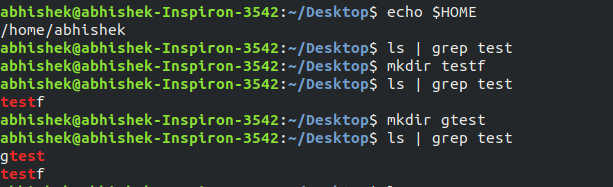 abhishek@abhishek-Inspiron-3542:~/Desktop$ echo $HOME
/home/abhishek
abhishek@abhishek-Inspiron-3542:~/Desktop$ ls | grep test
abhishek@abhishek-Inspiron-3542:~/Desktop$ mkdir testf
abhishek@abhishek-Inspiron-3542:~/Desktop$ ls | grep test
testf
abhishek@abhishek-Inspiron-3542:~/Desktop$ mkdir gtest
abhishek@abhishek-Inspiron-3542:~/Desktop$ ls | grep test
gtest
testf